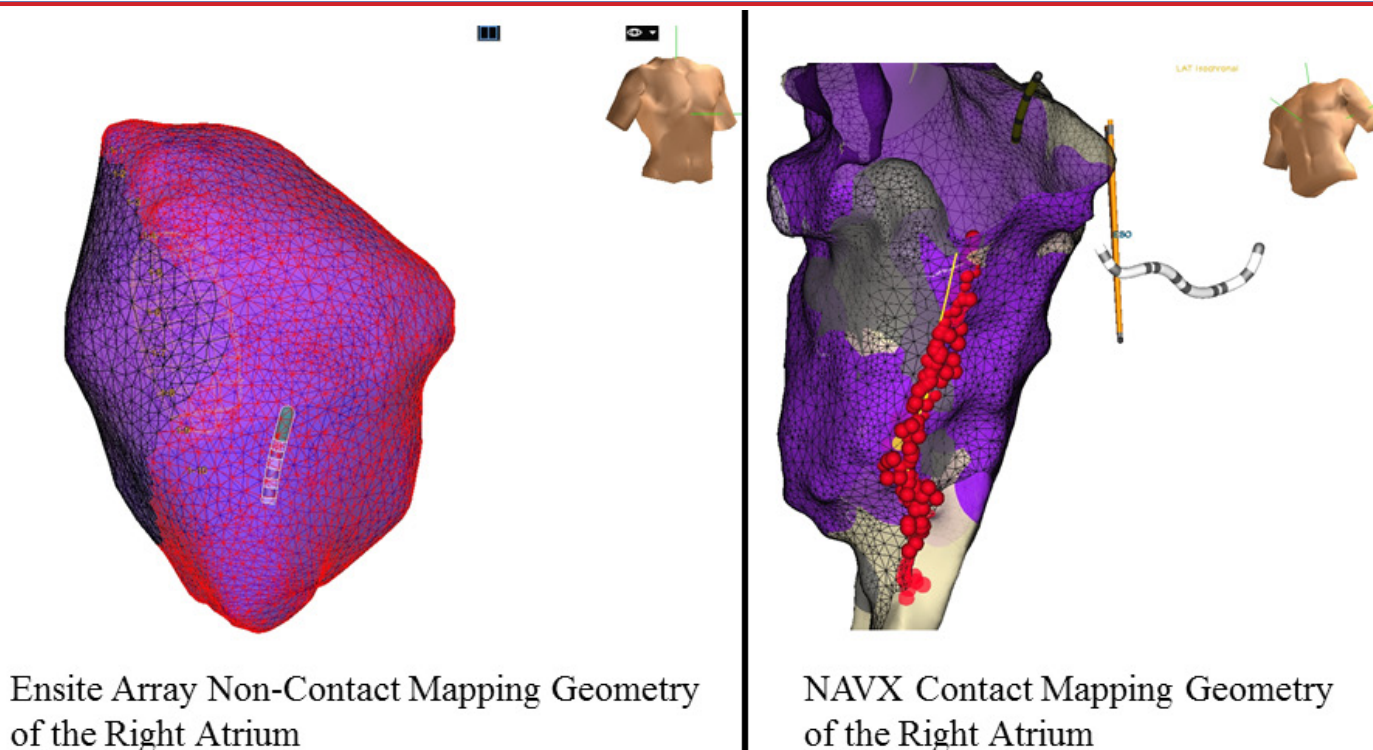 LAT Isochronal
ESO
Ensite Array Non-Contact Mapping Geometry
of the Right Atrium
NAVX Contact Mapping Geometry
of the Right Atrium